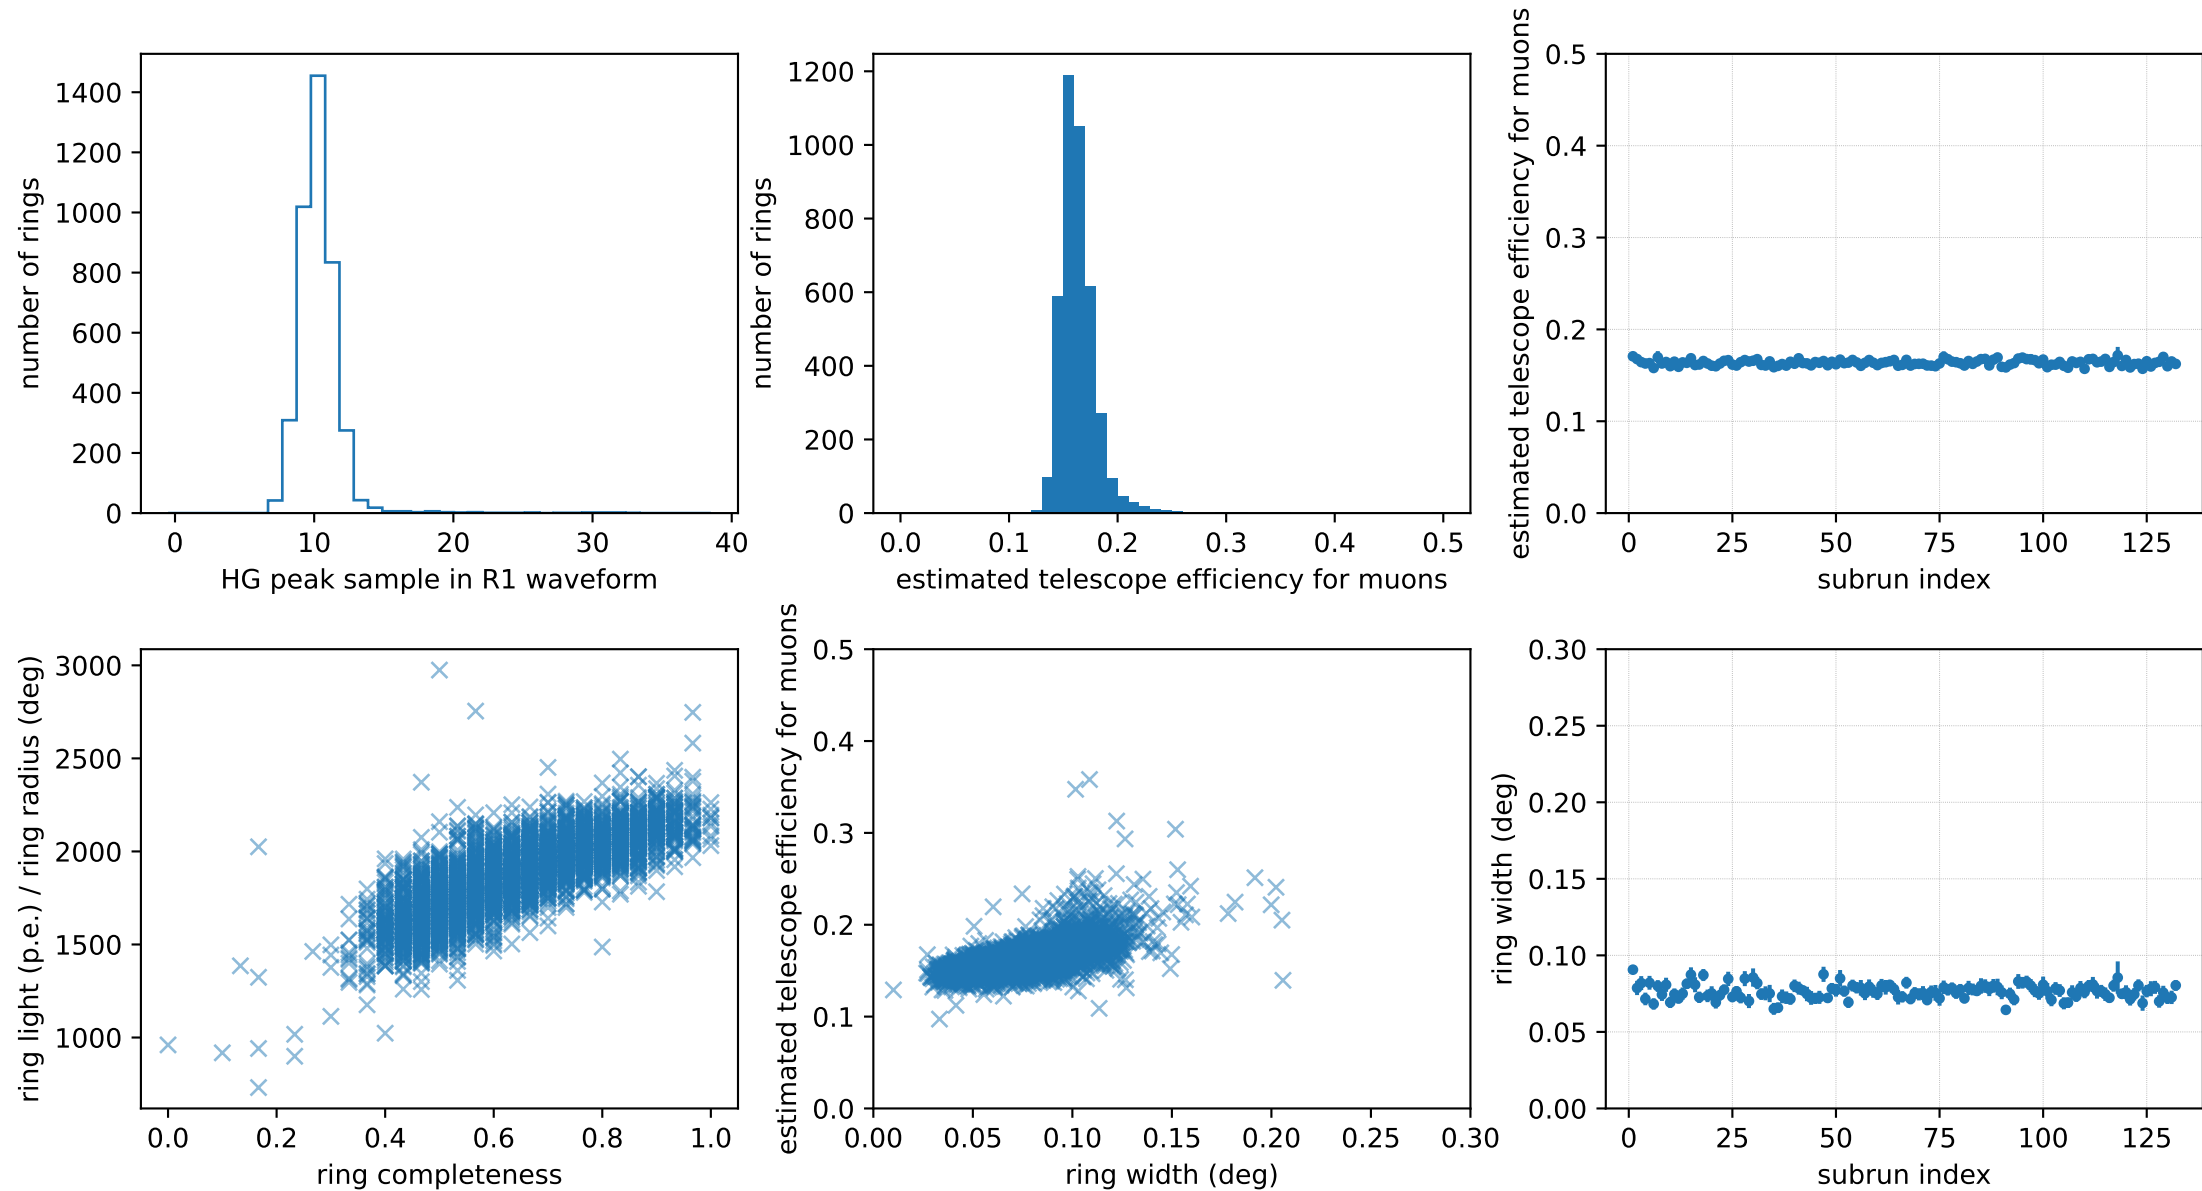 number of rings
1400
1200
1000
800
600
400
200
0
0 10 20 30 40
HG peak sample in R1 waveform
number of rings
1200
1000
800
600
400
200
0
0.0 0.1 0.2 0.3 0.4 0.5
estimated telescope efficiency for muons
estimated telescope efficiency for muons
0.5
0.4
0.3
0.2
0.1
0.0
0 25 50 75 100 125
subrun index
ring light (p.e.) / ring radius (deg)
3000
2500
2000
1500
1000
0.0 0.2 0.4 0.6 0.8 1.0
ring completeness
estimated telescope efficiency for muons
0.5
0.4
0.3
0.2
0.1
0.0
0.00 0.05 0.10 0.15 0.20 0.25 0.30
ring width (deg)
ring width (deg)
0.30
0.25
0.20
0.15
0.10
0.05
0.00
0 25 50 75 100 125
subrun index